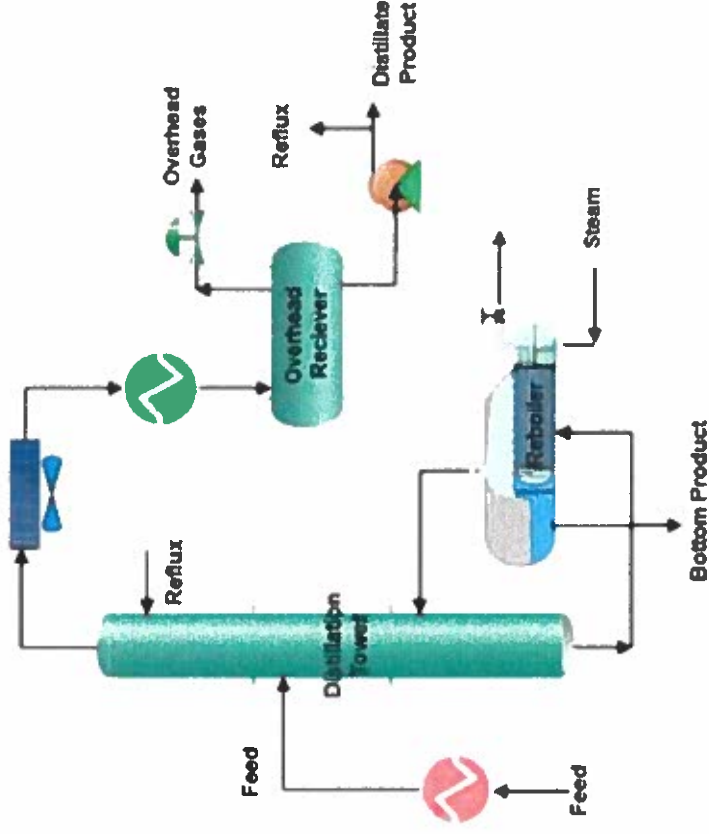 Overhead
Gases
Reflux
Distillate
Product
Overhead
Reciever
Reflux
Distillation
Tower
Feed
Feed
Reboiler
Steam
Bottom Product